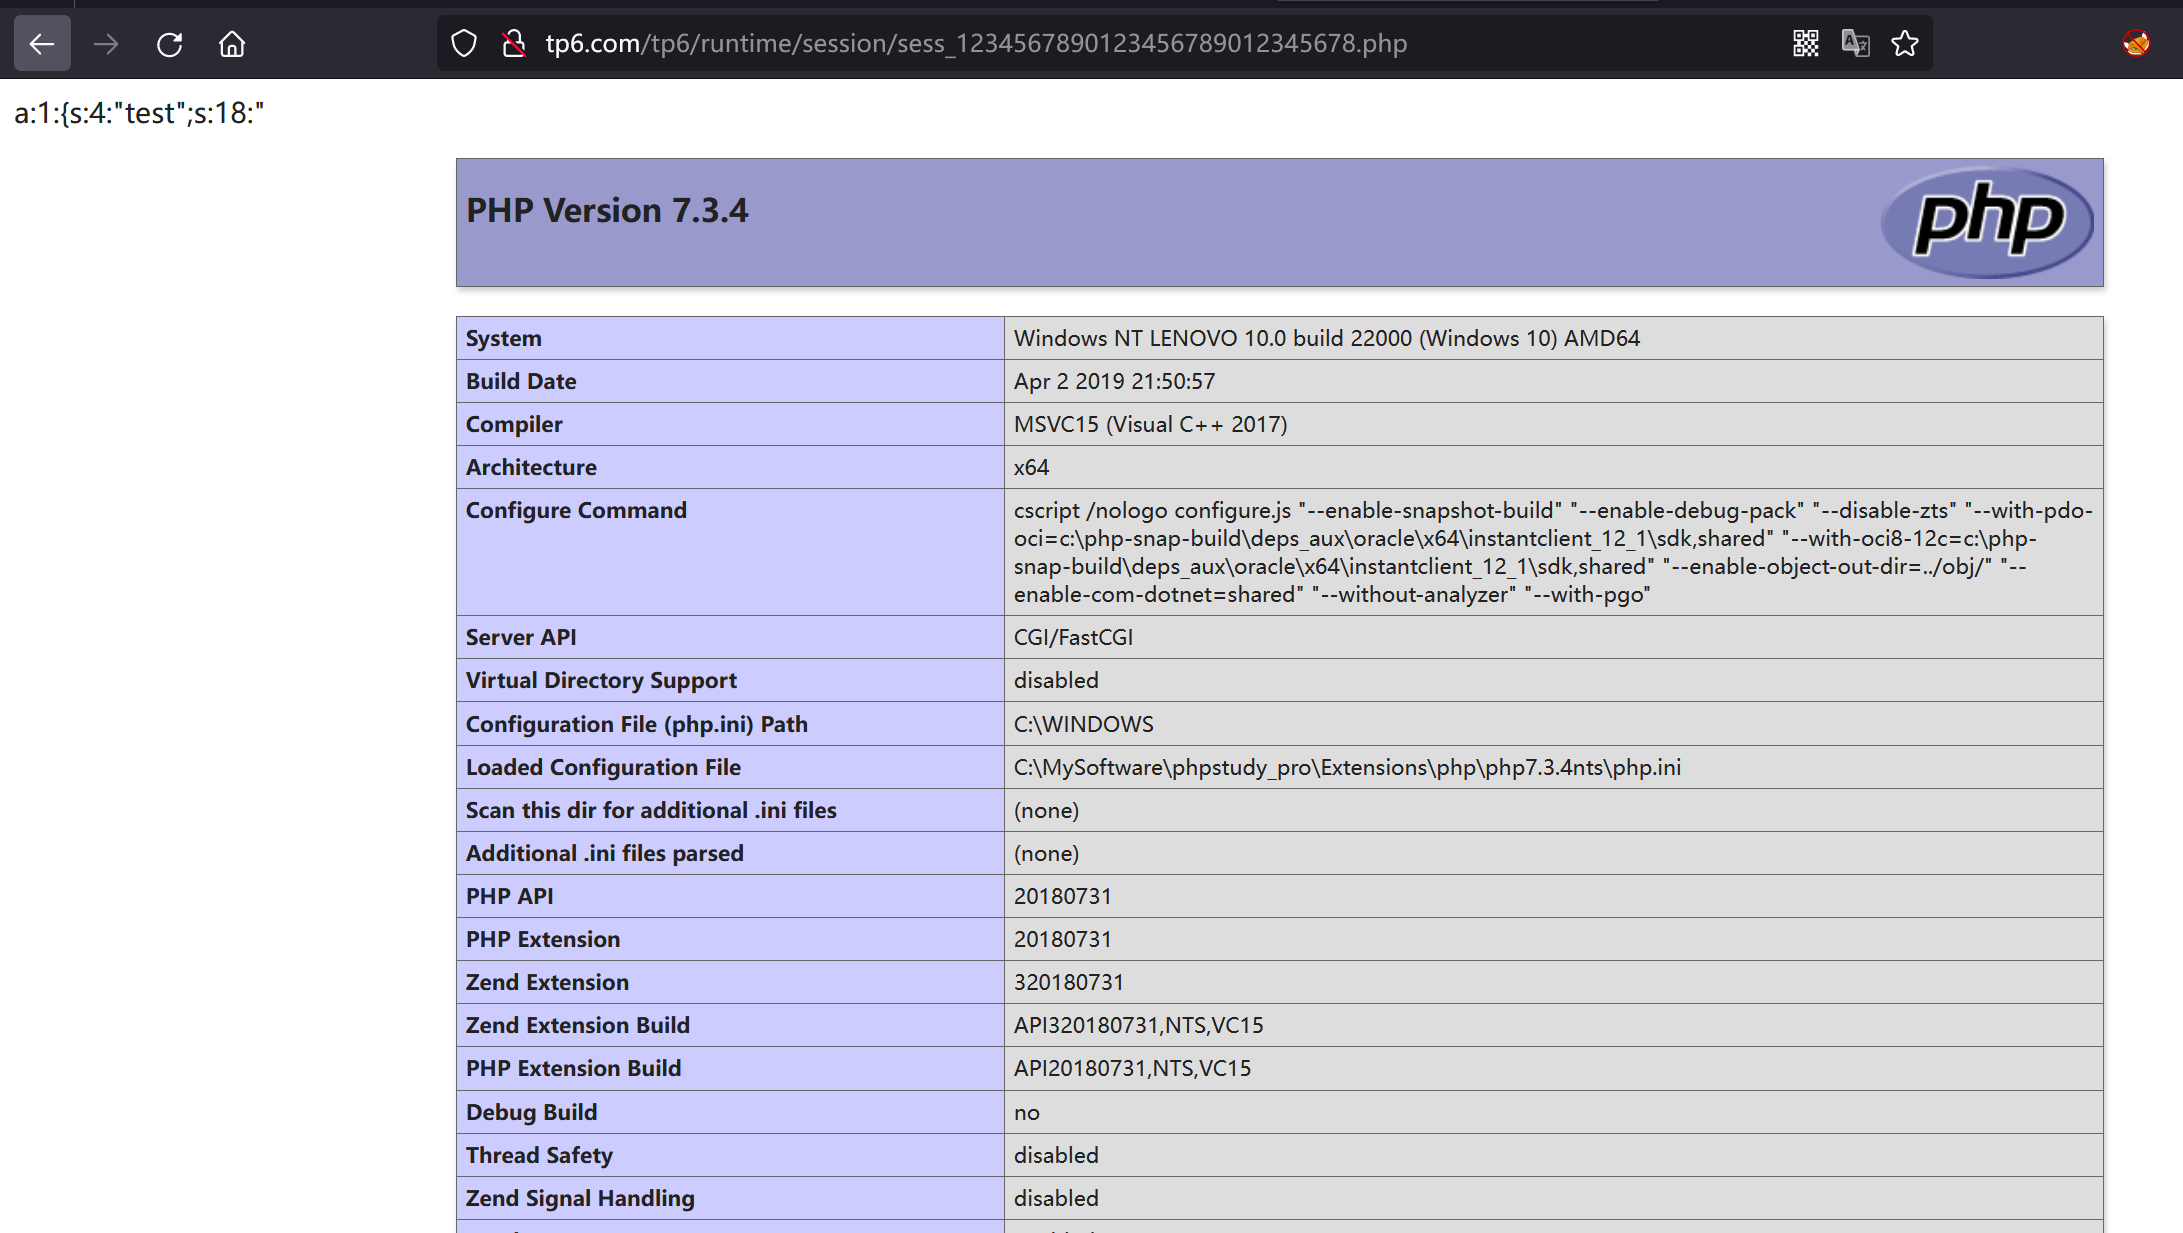 tp6.com/tp6/runtime/session/sess_1234567890123456789012345678.php
a:1:{s:4:"test";s:18:"
PHP Version 7.3.4
php
System Windows NT LENOVO 10.0 build 22000 (Windows 10) AMD64
Build Date Apr 2 2019 21:50:57
Compiler MSVC15 (Visual C++ 2017)
Architecture x64
Configure Command cscript /nologo configure.js "--enable-snapshot-build" "--enable-debug-pack" "--disable-zts" "--with-pdo-
oci=c:\php-snap-build\deps_aux\oracle\x64\instantclient_12_1\sdk,shared" "--with-oci8-12c=c:\php-
snap-build\deps_aux\oracle\x64\instantclient_12_1\sdk,shared" "--enable-object-out-dir=../obj/" "--
enable-com-dotnet=shared" "--without-analyzer" "--with-pgo"
Server API CGI/FastCGI
Virtual Directory Support disabled
Configuration File (php.ini) Path C:\WINDOWS
Loaded Configuration File C:\MySoftware\phpstudy_pro\Extensions\php\php7.3.4nts\php.ini
Scan this dir for additional .ini files (none)
Additional .ini files parsed (none)
PHP API 20180731
PHP Extension 20180731
Zend Extension 320180731
Zend Extension Build API320180731,NTS,VC15
PHP Extension Build API20180731,NTS,VC15
Debug Build no
Thread Safety disabled
Zend Signal Handling disabled